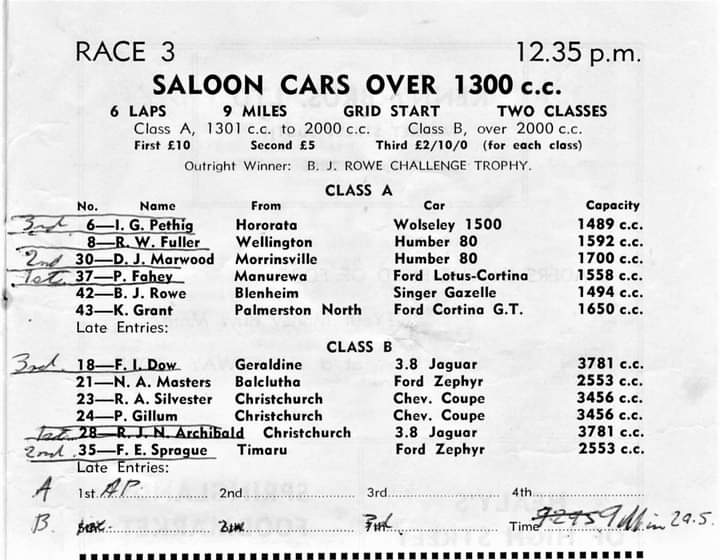 RACE 3 12.35 p.m.
SALOON CARS OVER 1300 c.c.
6 LAPS 9 MILES GRID START TWO CLASSES
Class A, 1301 c.c. to 2000 c.c. Class B, over 2000 c.c.
First £10 Second £5 Third £2/10/0 (for each class)
Outright Winner: B. J. ROWE CHALLENGE TROPHY.
CLASS A
No. Name From Car Capacity
3rd 6—I. G. Pethig Hororata Wolseley 1500 1489 c.c.
8—R. W. Fuller Wellington Humber 80 1592 c.c.
2nd 30—D. J. Marwood Morrinsville Humber 80 1700 c.c.
1st 37—P. Fahey Manurewa Ford Lotus-Cortina 1558 c.c.
42—B. J. Rowe Blenheim Singer Gazelle 1494 c.c.
43—K. Grant Palmerston North Ford Cortina G.T. 1650 c.c.
Late Entries:
CLASS B
3rd 18—F. I. Dow Geraldine 3.8 Jaguar 3781 c.c.
21—N. A. Masters Balclutha Ford Zephyr 2553 c.c.
23—R. A. Silvester Christchurch Chev. Coupe 3456 c.c.
24—P. Gillum Christchurch Chev. Coupe 3456 c.c.
1st 28—R. J. N. Archibald Christchurch 3.8 Jaguar 3781 c.c.
2nd 35—F. E. Sprague Timaru Ford Zephyr 2553 c.c.
Late Entries:
A 1st AP 2nd 3rd 4th
B. Time